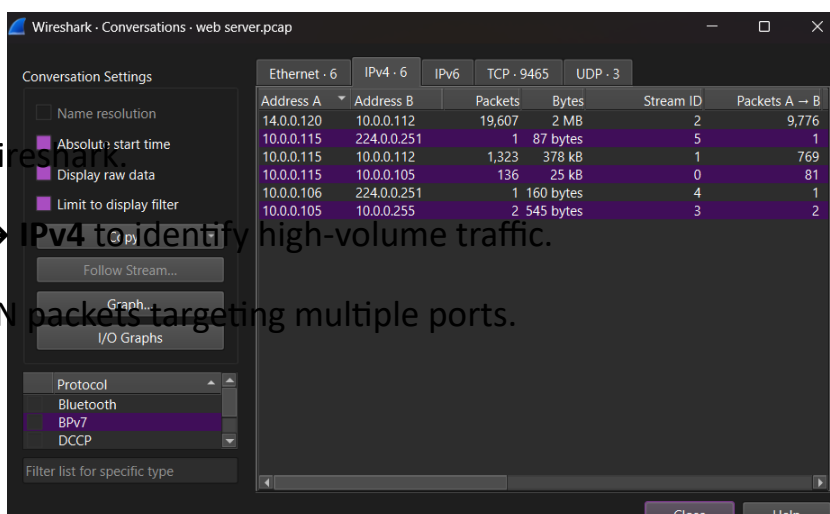 Wireshark · Conversations · web server.pcap
Conversation Settings
Name resolution
Absolute start time
Display raw data
Limit to display filter
Copy
Follow Stream...
Graph...
I/O Graphs
Protocol
Bluetooth
BPv7
DCCP
Filter list for specific type
Ethernet · 6 IPv4 · 6 IPv6 TCP · 9465 UDP · 3
Address A Address B Packets Bytes Stream ID Packets A → B
14.0.0.120 10.0.0.112 19,607 2 MB 2 9,776
10.0.0.115 224.0.0.251 1 87 bytes 5 1
10.0.0.115 10.0.0.112 1,323 378 kB 1 769
10.0.0.115 10.0.0.105 136 25 kB 0 81
10.0.0.106 224.0.0.251 1 160 bytes 4 1
10.0.0.105 10.0.0.255 2 545 bytes 3 2
Close Help
ireshark.
→ IPv4 to identify high-volume traffic.
N packets targeting multiple ports.